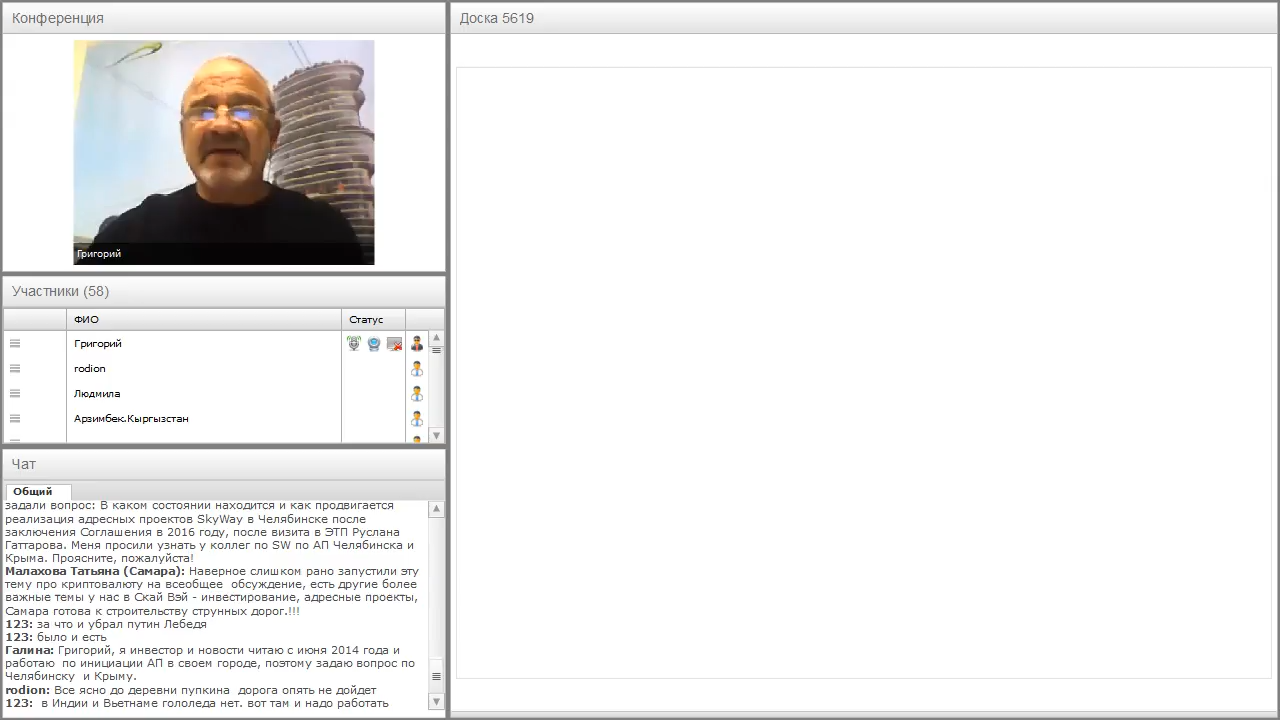 Конференция
Григорий
Участники (58)
ФИО
Статус
Григорий
rodion
Людмила
Арзимбек.Кыргызстан
Чат
Общий
задали вопрос: В каком состоянии находится и как продвигается
реализация адресных проектов SkyWay в Челябинске после
заключения Соглашения в 2016 году, после визита в ЭТП Руслана
Гаттарова. Меня просили узнать у коллег по SW по АП Челябинска и
Крыма. Проясните, пожалуйста!
Малахова Татьяна (Самара): Наверное слишком рано запустили эту
тему про криптовалюту на всеобщее обсуждение, есть другие более
важные темы у нас в Скай Вэй - инвестирование, адресные проекты,
Самара готова к строительству струнных дорог.!!!
123: за что и убрал путин Лебедя
123: было и есть
Галина: Григорий, я инвестор и новости читаю с июня 2014 года и
работаю по инициации АП в своем городе, поэтому задаю вопрос по
Челябинску и Крыму.
rodion: Все ясно до деревни пупкина дорога опять не дойдет
123: в Индии и Вьетнаме гуголеда нет. вот там и надо работать
Доска 5619